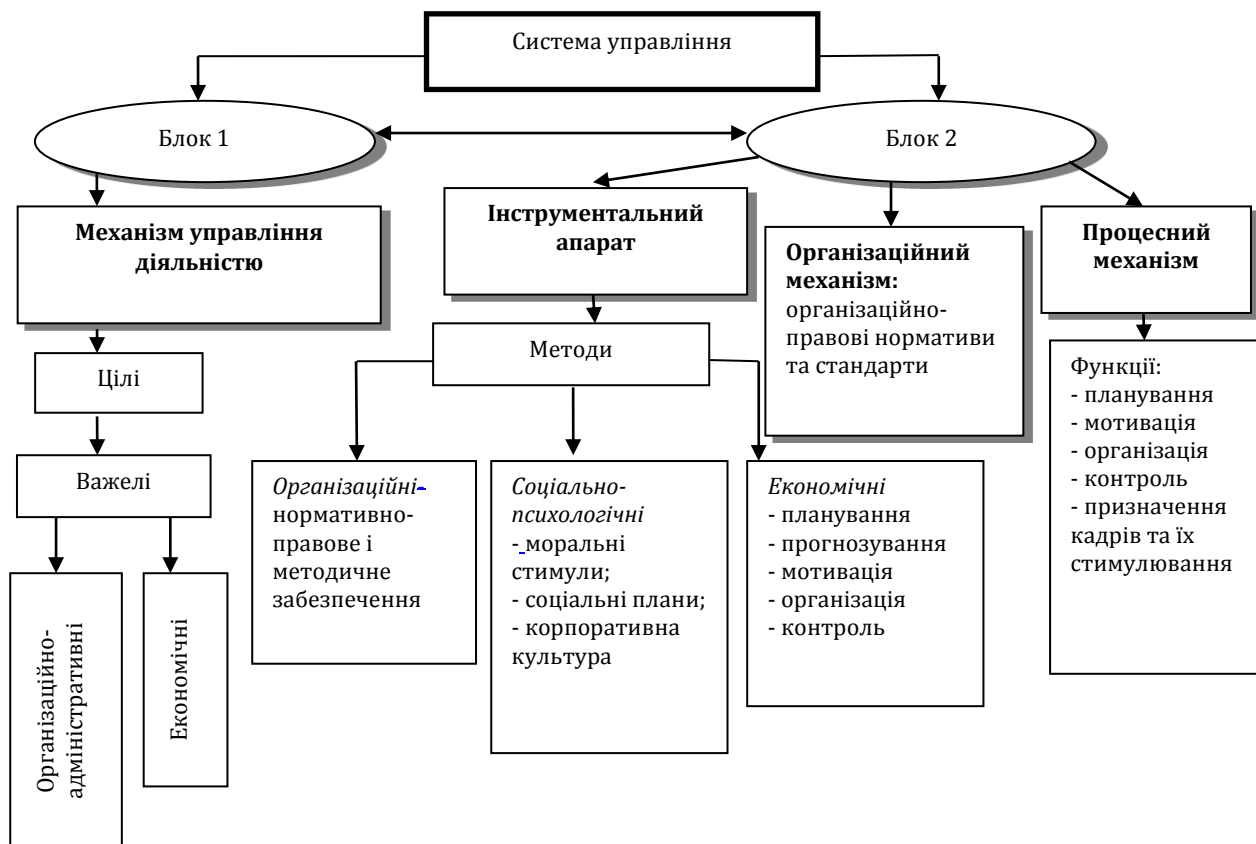 Система управління
Блок 1
Блок 2
Механізм управління
діяльністю
Цілі
Важелі
Організаційно-
адміністративні
Економічні
Інструментальний
апарат
Методи
Організаційні-
нормативно-
правове і
методичне
забезпечення
Соціально-
психологічні
- моральні
стимули;
- соціальні плани;
- корпоративна
культура
Економічні
- планування
- прогнозування
- мотивація
- організація
- контроль
Організаційний
механізм:
організаційно-
правові нормативи
та стандарти
Процесний
механізм
Функції:
- планування
- мотивація
- організація
- контроль
- призначення
кадрів та їх
стимулювання